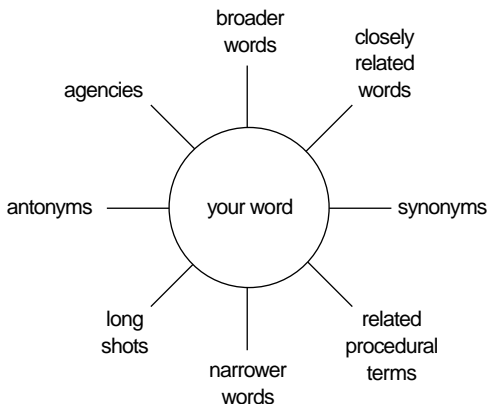 broader
words
closely
related
words
agencies
antonyms
your word
synonyms
long
shots
related
procedural
terms
narrower
words